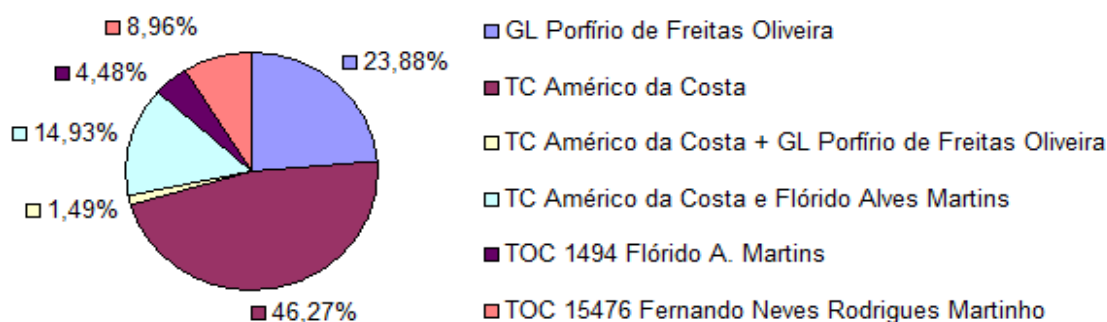 8,96%
4,48%
14,93%
1,49%
46,27%
23,88%
GL Porfírio de Freitas Oliveira
TC Américo da Costa
TC Américo da Costa + GL Porfírio de Freitas Oliveira
TC Américo da Costa e Flórido Alves Martins
TOC 1494 Flórido A. Martins
TOC 15476 Fernando Neves Rodrigues Martinho